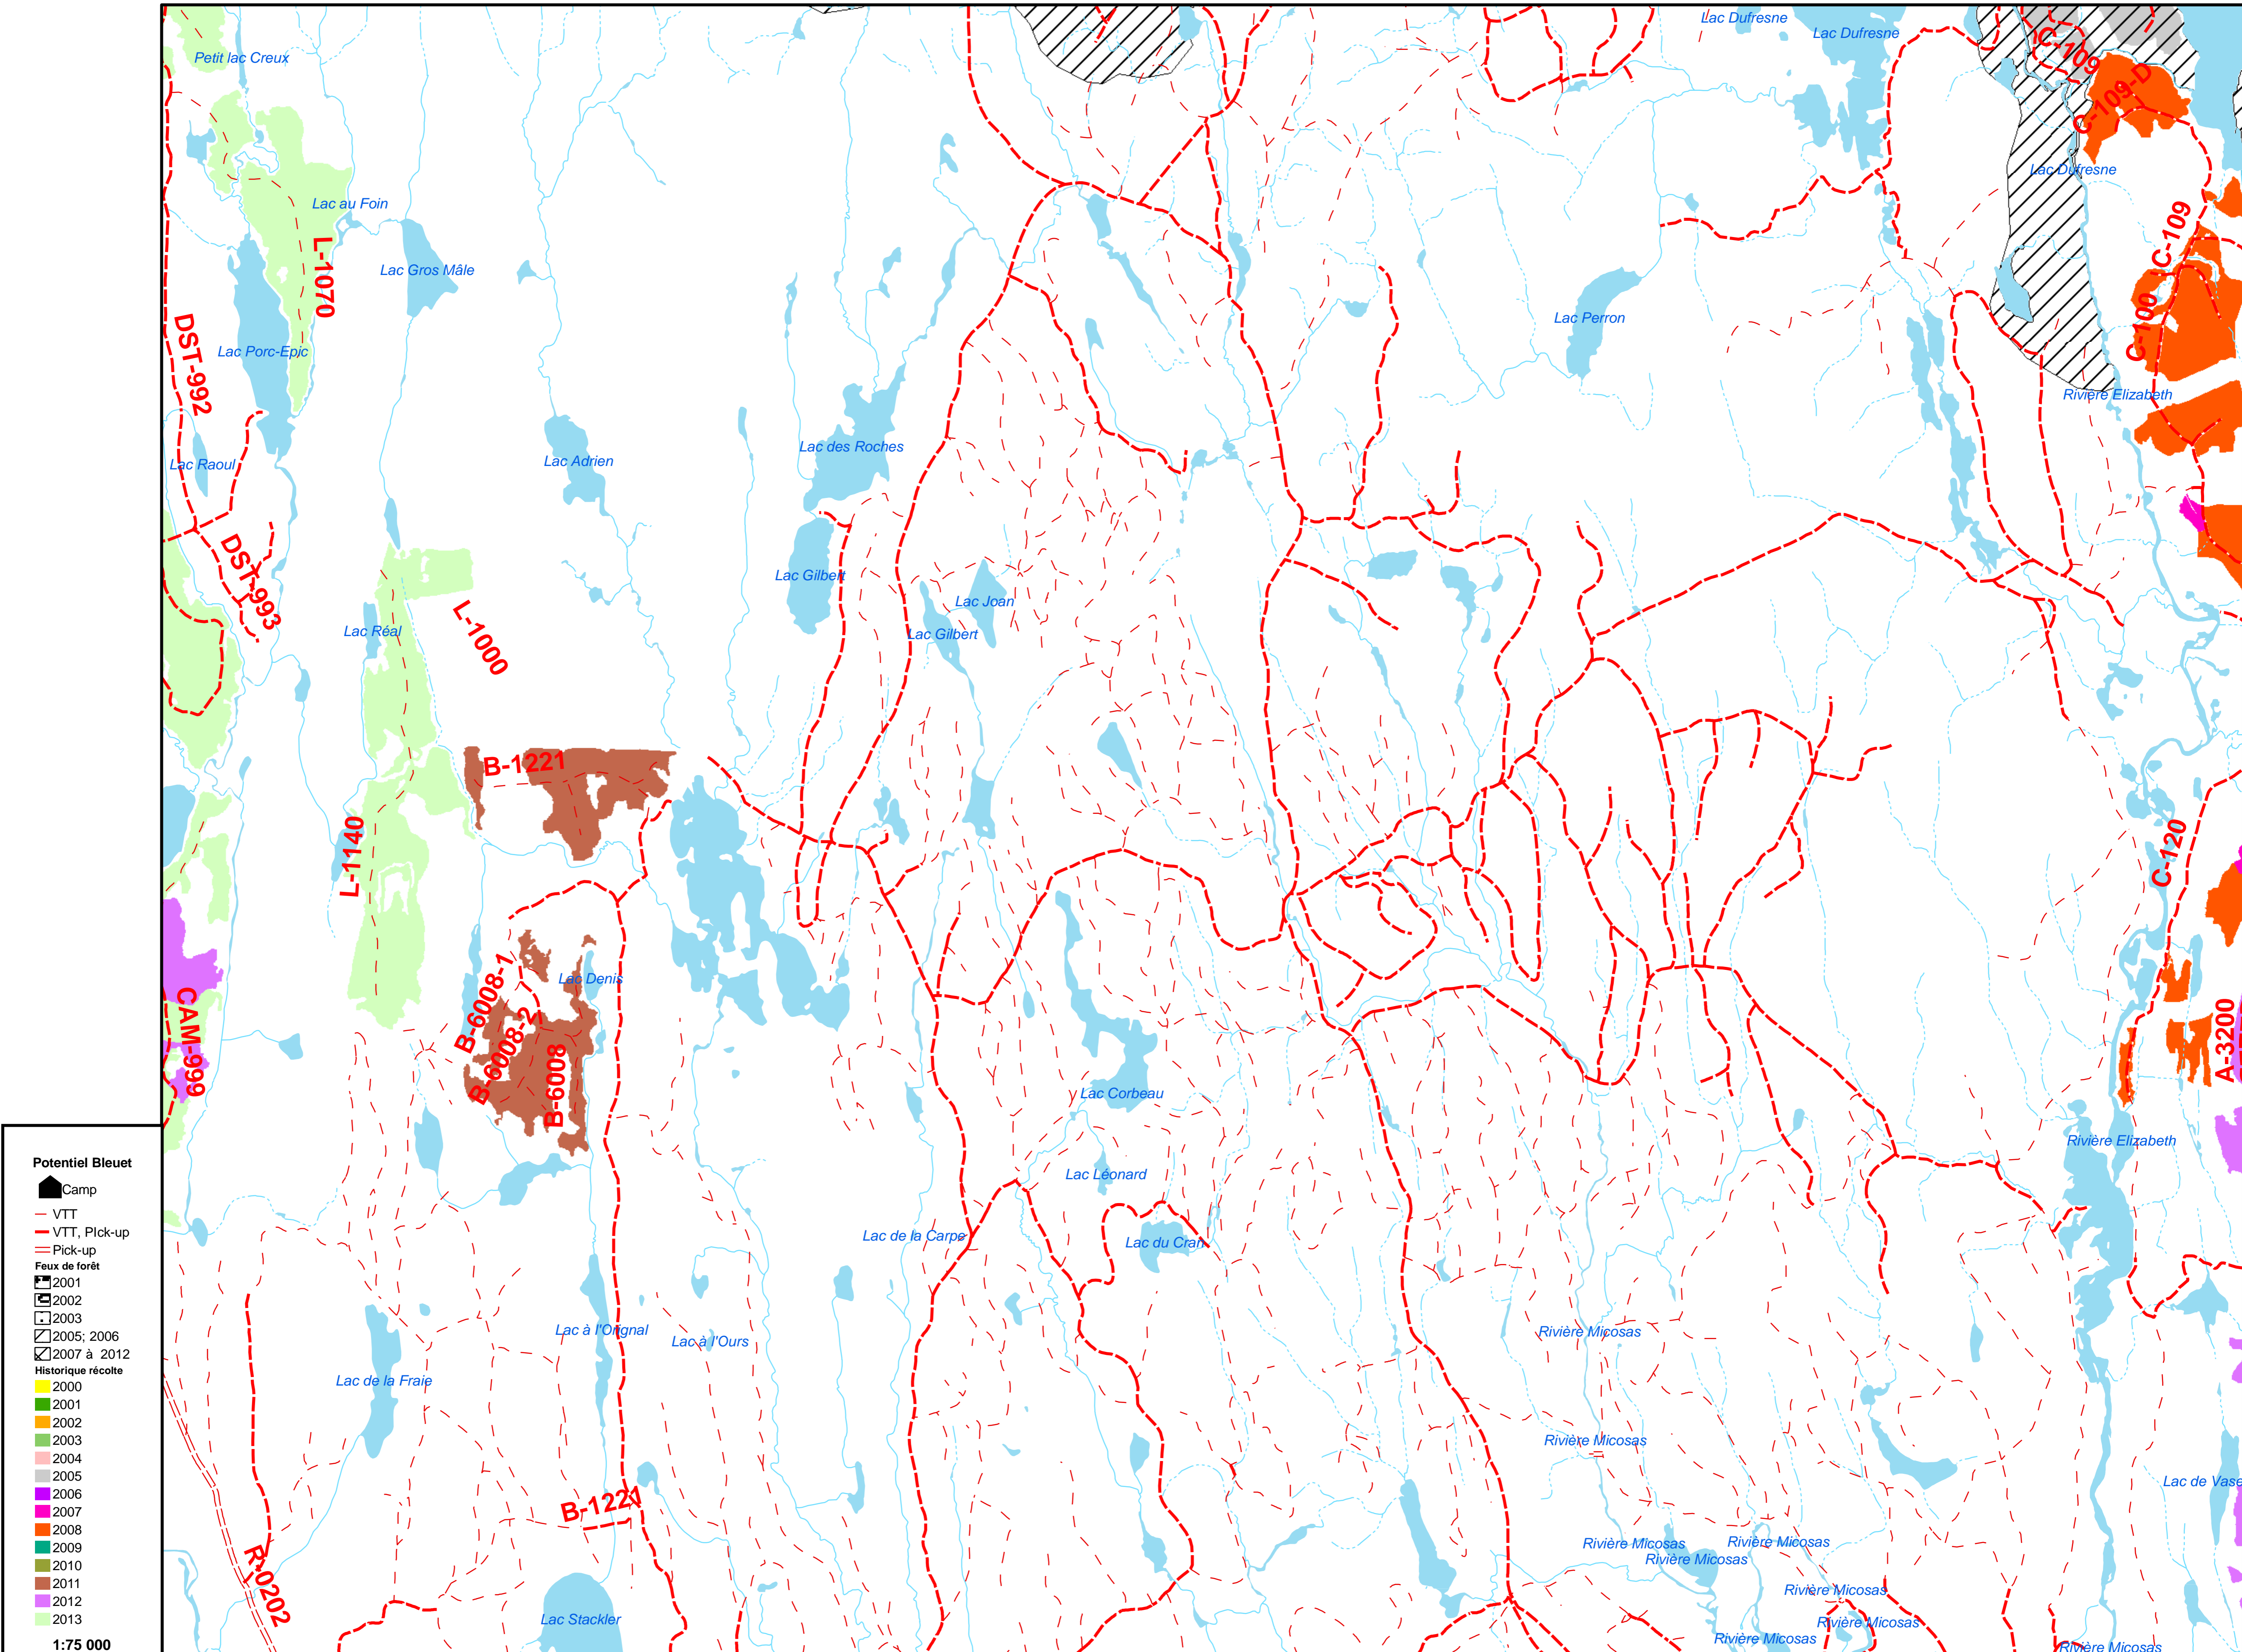 Lac Dufresne
Lac Dufresne
Petit lac Creux
C-109
C-109-D
Lac Dufresne
Lac au Foin
C-109
L-1070
Lac Gros Mâle
Lac Perron
C-100
DST-992
Lac Porc-Epic
Rivière Elizabeth
Lac des Roches
Lac Raoul
Lac Adrien
DST-993
Lac Gilbert
Lac Joan
Lac Réal
L-1000
Lac Gilbert
B-1221
L-1140
C-120
Lac Denis
B-6008-1
CAM-999
B-6008-2
B-6008
A-3200
Lac Corbeau
Rivière Elizabeth
Lac Léonard
Lac de la Carpe
Lac du Cran
Lac à l'Orignal
Lac à l'Ours
Rivière Micosas
Lac de la Fraie
Rivière Micosas
Lac de Vase
B-1221
Rivière Micosas
Rivière Micosas
Rivière Micosas
R-0202
Rivière Micosas
Lac Stackler
Rivière Micosas
Rivière Micosas
Rivière Micosas
Potentiel Bleuet
Camp
VTT
VTT, PIck-up
Pick-up
Feux de forêt
2001
2002
2003
2005; 2006
2007 à 2012
Historique récolte
2000
2001
2002
2003
2004
2005
2006
2007
2008
2009
2010
2011
2012
2013
1:75 000